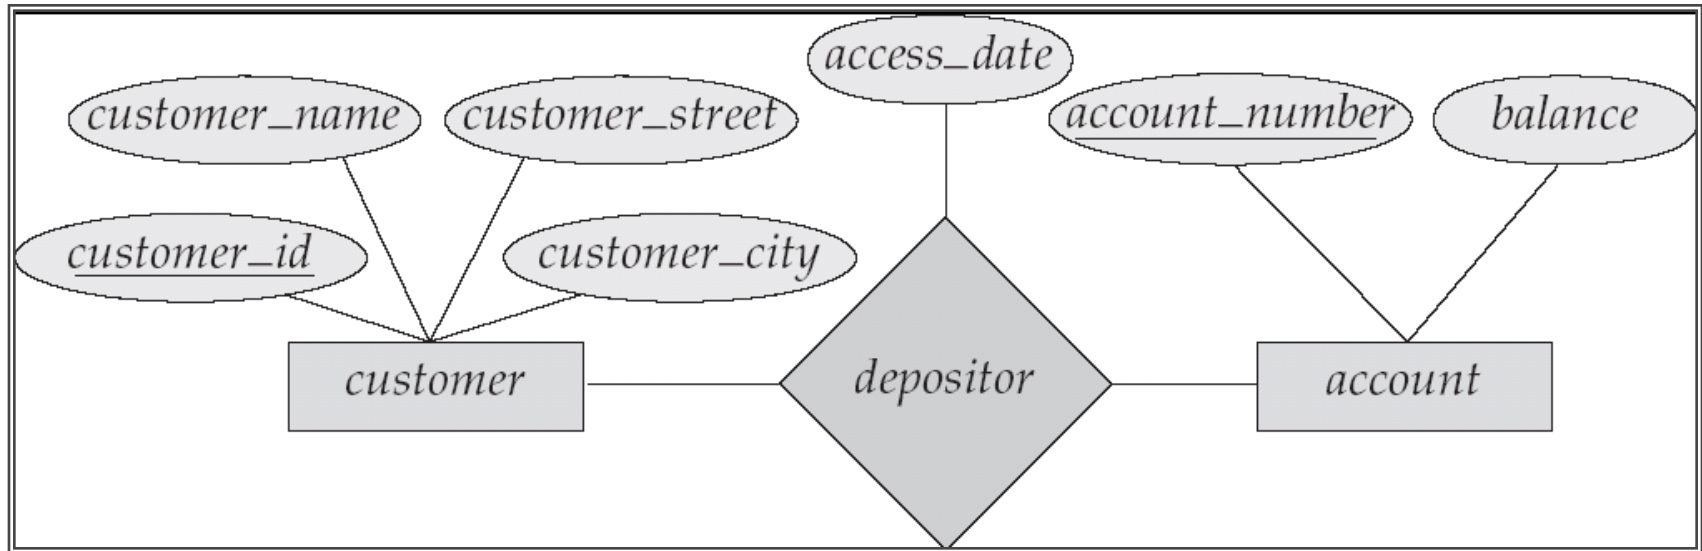 access_date
customer_name
customer_street
account_number
balance
customer_id
customer_city
customer
depositor
account